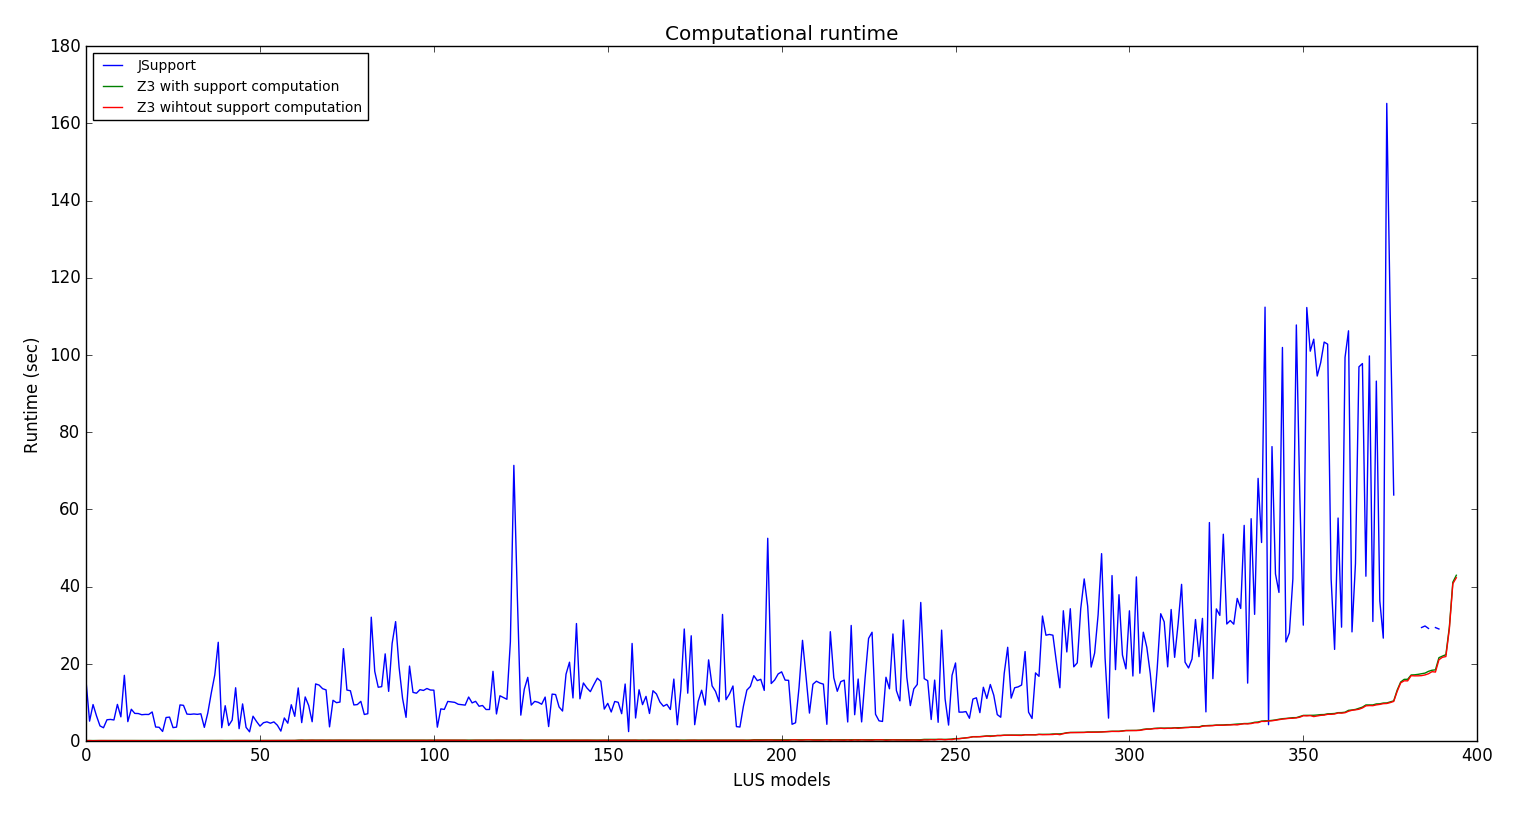 Computational runtime
JSupport
Z3 with support computation
Z3 wihtout support computation
180
160
140
120
100
80
60
40
20
0
Runtime (sec)
0 50 100 150 200 250 300 350 400
LUS models